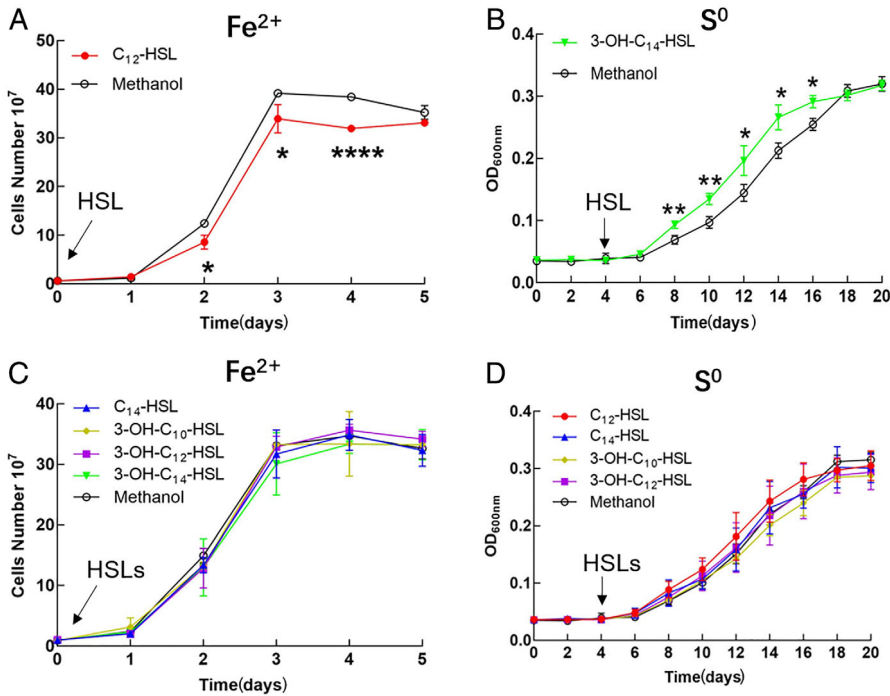 A
Fe²⁺
C₁₂-HSL
Methanol
Cells Number 10⁷
50
40
30
20
10
0
HSL
*
*
****
0 1 2 3 4 5
Time(days)
B
S⁰
3-OH-C₁₄-HSL
Methanol
OD₆₀₀nm
0.4
0.3
0.2
0.1
0.0
HSL
**
**
*
*
*
0 2 4 6 8 10 12 14 16 18 20
Time(days)
C
Fe²⁺
C₁₄-HSL
3-OH-C₁₀-HSL
3-OH-C₁₂-HSL
3-OH-C₁₄-HSL
Methanol
Cells Number 10⁷
40
30
20
10
0
HSLs
0 1 2 3 4 5
Time(days)
D
S⁰
C₁₂-HSL
C₁₄-HSL
3-OH-C₁₀-HSL
3-OH-C₁₂-HSL
Methanol
OD₆₀₀nm
0.4
0.3
0.2
0.1
0.0
HSLs
0 2 4 6 8 10 12 14 16 18 20
Time(days)